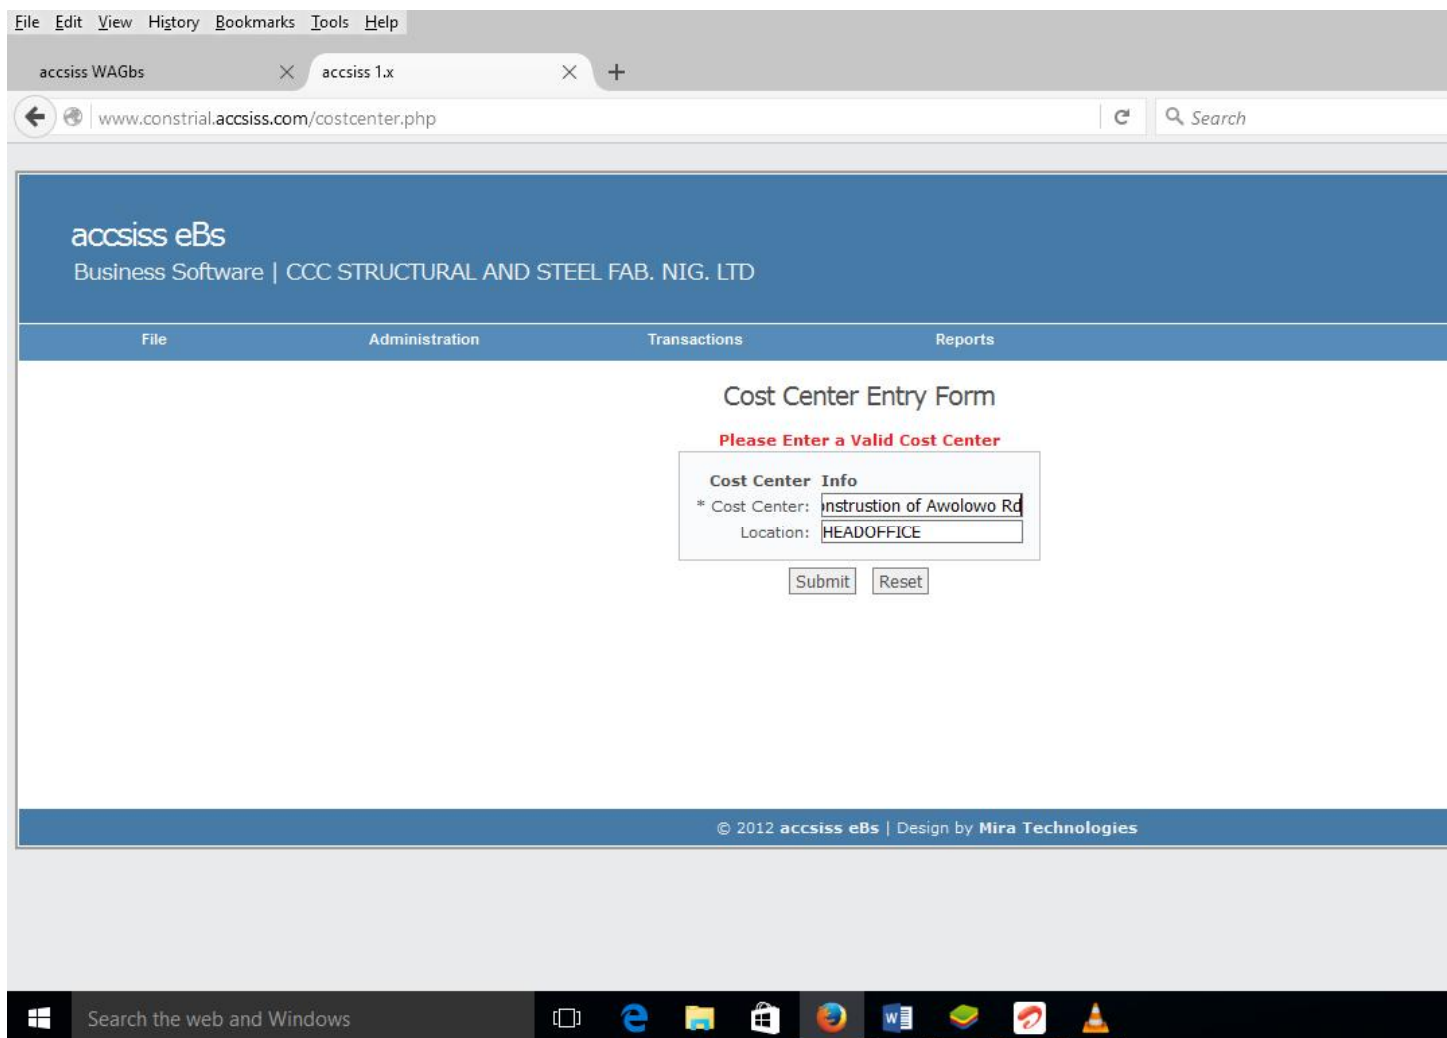 File Edit View History Bookmarks Tools Help
accsiss WAGbs
accsiss 1.x
www.constrial.accsiss.com/costcenter.php
Search
accsiss eBs
Business Software | CCC STRUCTURAL AND STEEL FAB. NIG. LTD
File Administration Transactions Reports
Cost Center Entry Form
Please Enter a Valid Cost Center
Cost Center Info
* Cost Center: onstrustion of Awolowo Rd
Location: HEADOFFICE
Submit Reset
© 2012 accsiss eBs | Design by Mira Technologies
Search the web and Windows